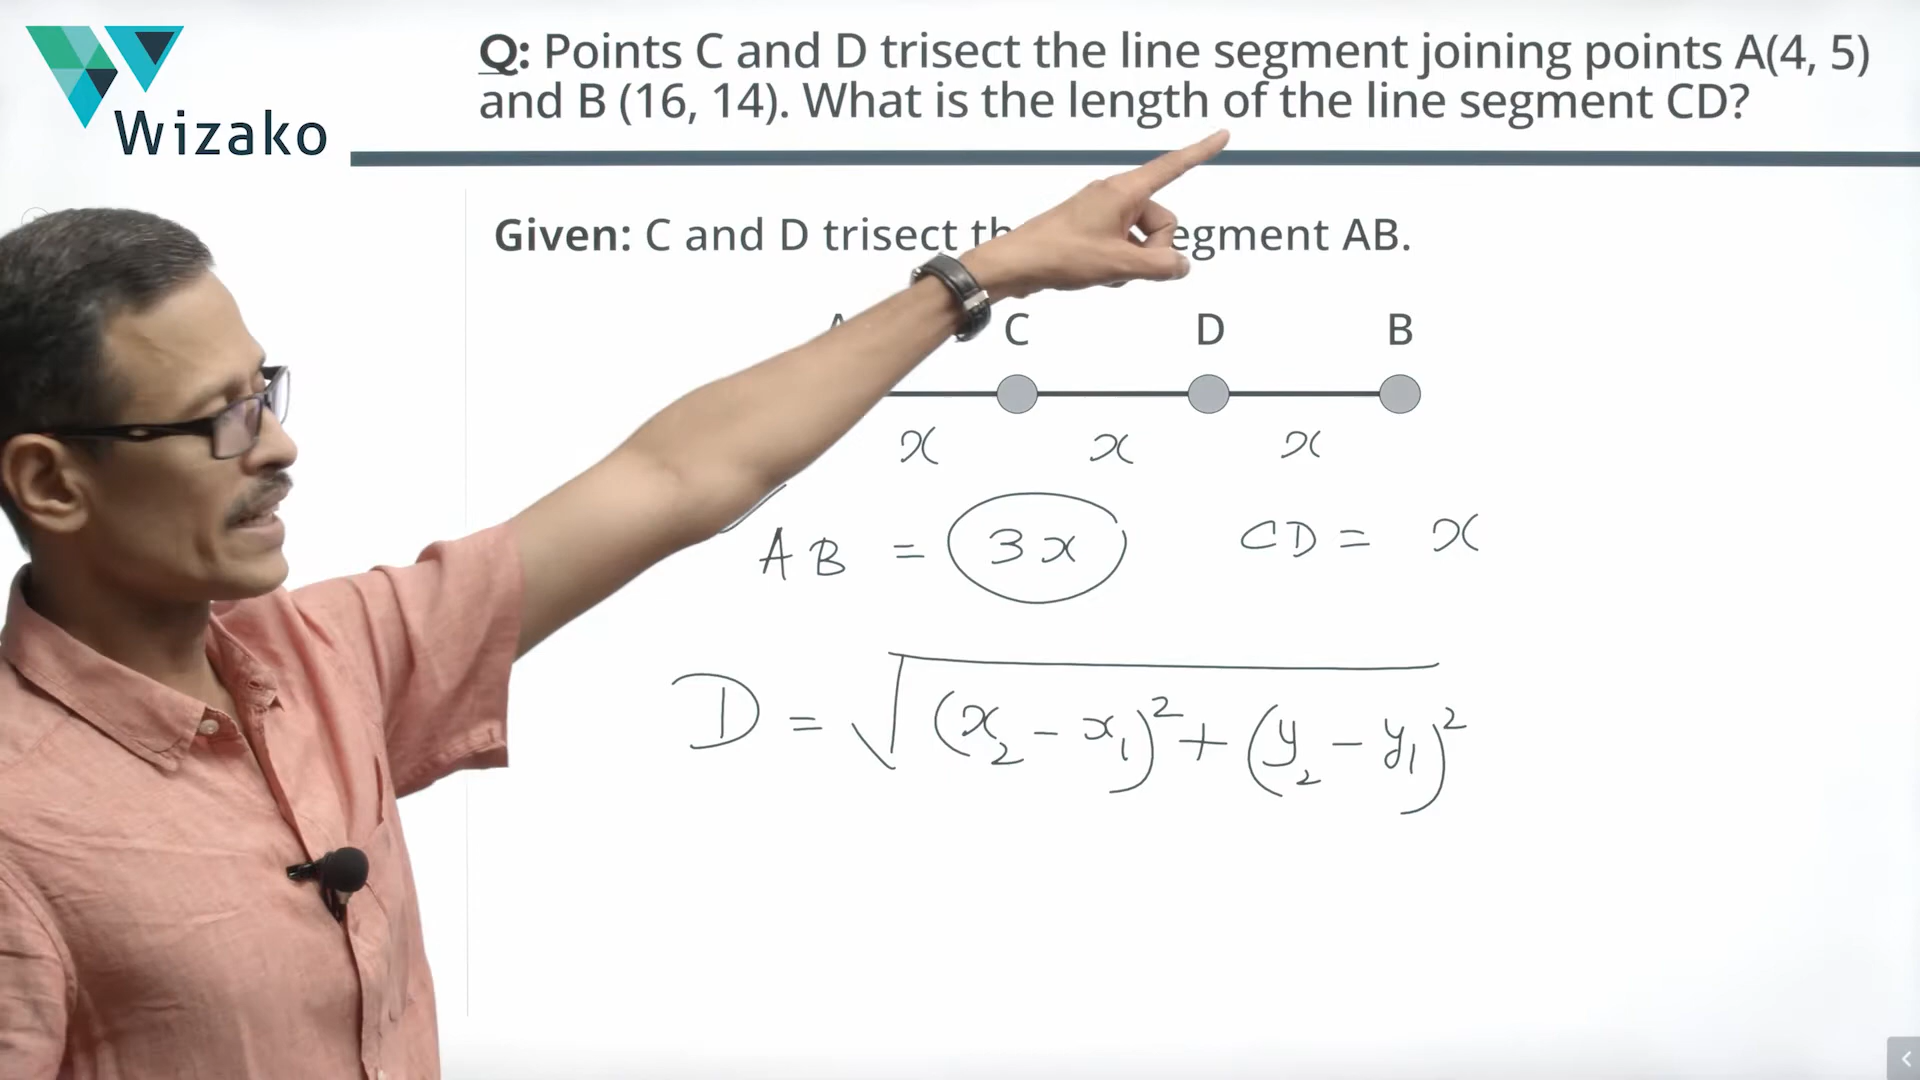 Wizako
Q: Points C and D trisect the line segment joining points A(4, 5)
and B (16, 14). What is the length of the line segment CD?
Given: C and D trisect egment AB.
C D B
x x x
AB = 3x CD = x
D = √(x₂ - x₁)² + (y₂ - y₁)²